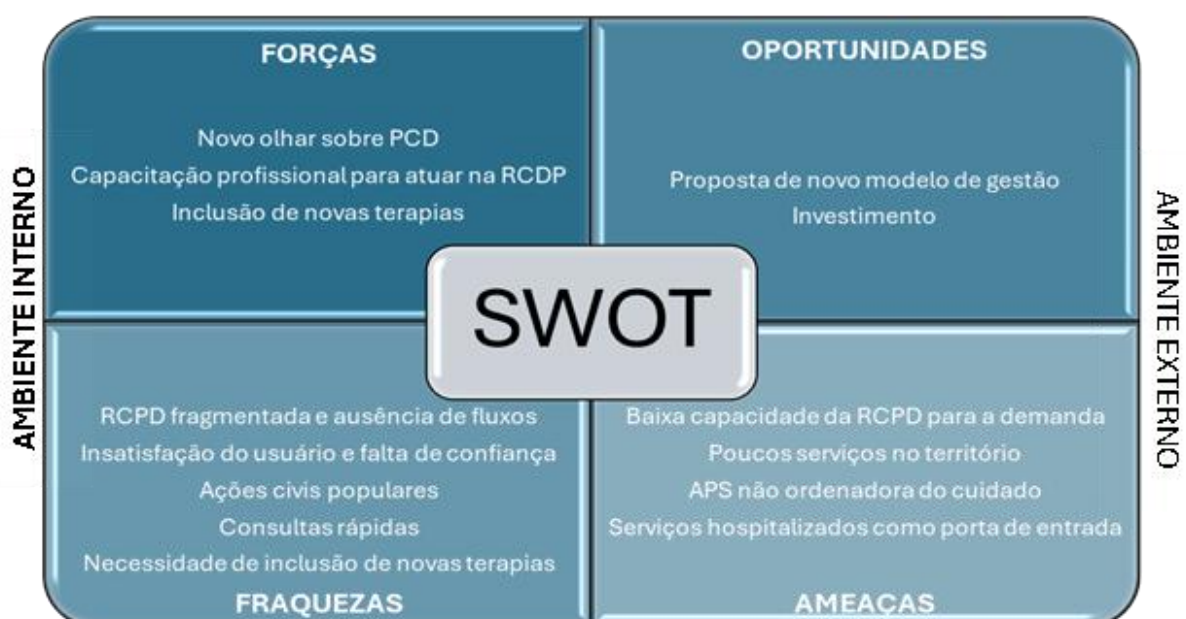 FORÇAS
Novo olhar sobre PCD
Capacitação profissional para atuar na RCDP
Inclusão de novas terapias
OPORTUNIDADES
Proposta de novo modelo de gestão
Investimento
AMBIENTE INTERNO
SWOT
AMBIENTE EXTERNO
RCPD fragmentada e ausência de fluxos
Insatisfação do usuário e falta de confiança
Ações civis populares
Consultas rápidas
Necessidade de inclusão de novas terapias
FRAQUEZAS
Baixa capacidade da RCPD para a demanda
Poucos serviços no território
APS não ordenadora do cuidado
Serviços hospitalizados como porta de entrada
AMEAÇAS